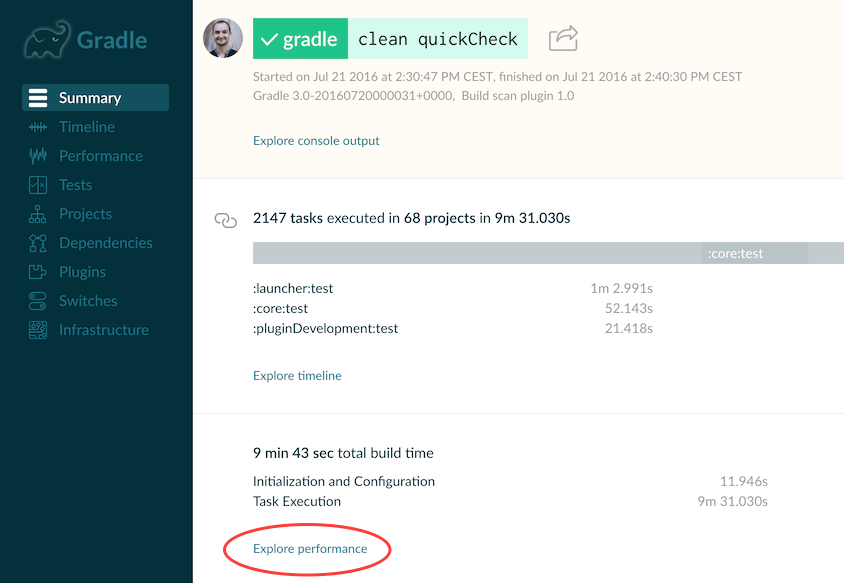 Gradle
Summary
Timeline
Performance
Tests
Projects
Dependencies
Plugins
Switches
Infrastructure
gradle clean quickCheck
Started on Jul 21 2016 at 2:30:47 PM CEST, finished on Jul 21 2016 at 2:40:30 PM CEST
Gradle 3.0-20160720000031+0000, Build scan plugin 1.0
Explore console output
2147 tasks executed in 68 projects in 9m 31.030s
:core:test
:launcher:test 1m 2.991s
:core:test 52.143s
:pluginDevelopment:test 21.418s
Explore timeline
9 min 43 sec total build time
Initialization and Configuration 11.946s
Task Execution 9m 31.030s
Explore performance